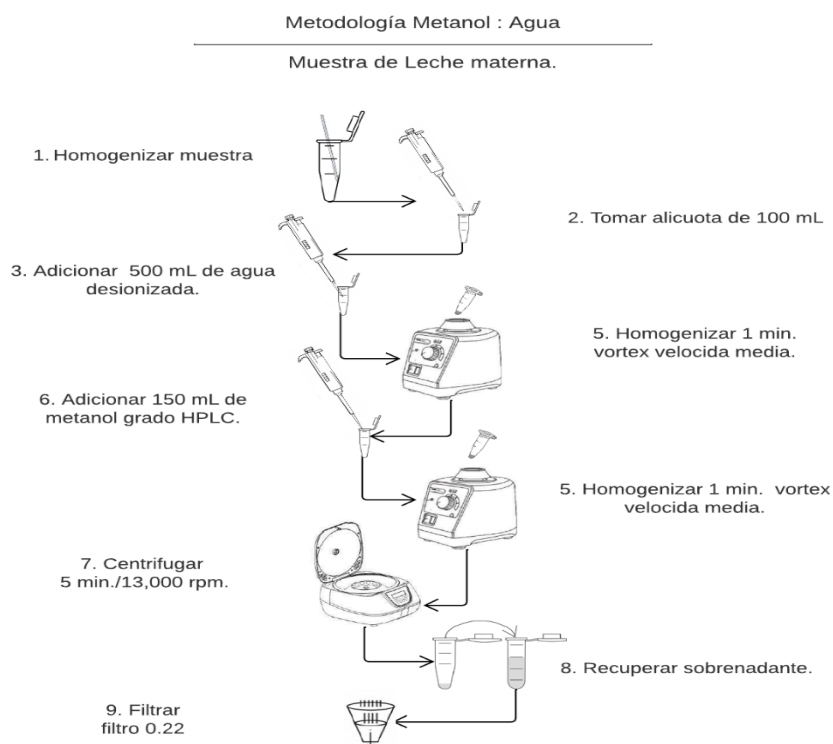 Metodología Metanol : Agua
Muestra de Leche materna.
1. Homogenizar muestra
2. Tomar alicuota de 100 mL
3. Adicionar 500 mL de agua
desionizada.
5. Homogenizar 1 min.
vortex velocida media.
6. Adicionar 150 mL de
metanol grado HPLC.
5. Homogenizar 1 min. vortex
velocida media.
7. Centrifugar
5 min./13,000 rpm.
8. Recuperar sobrenadante.
9. Filtrar
filtro 0.22